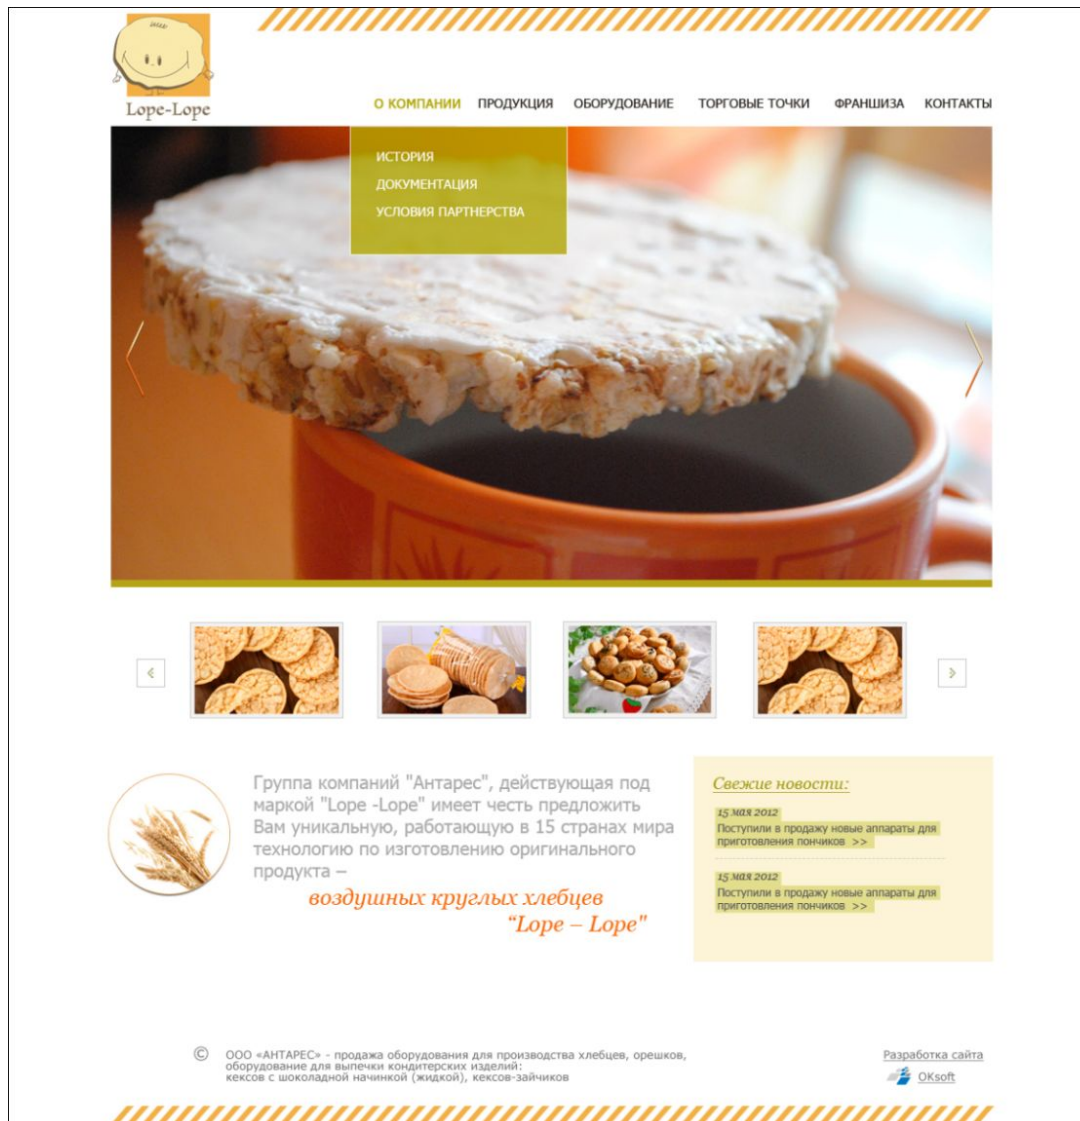 Lope-Lope
О КОМПАНИИ ПРОДУКЦИЯ ОБОРУДОВАНИЕ ТОРГОВЫЕ ТОЧКИ ФРАНШИЗА КОНТАКТЫ
ИСТОРИЯ
ДОКУМЕНТАЦИЯ
УСЛОВИЯ ПАРТНЕРСТВА
Группа компаний "Антарес", действующая под
маркой "Lope -Lope" имеет честь предложить
Вам уникальную, работающую в 15 странах мира
технологию по изготовлению оригинального
продукта –
воздушных круглых хлебцев
“Lope – Lope"
Свежие новости:
15 мая 2012
Поступили в продажу новые аппараты для
приготовления пончиков >>
15 мая 2012
Поступили в продажу новые аппараты для
приготовления пончиков >>
© ООО «АНТАРЕС» - продажа оборудования для производства хлебцев, орешков,
оборудование для выпечки кондитерских изделий:
кексов с шоколадной начинкой (жидкой), кексов-зайчиков
Разработка сайта
OKsoft